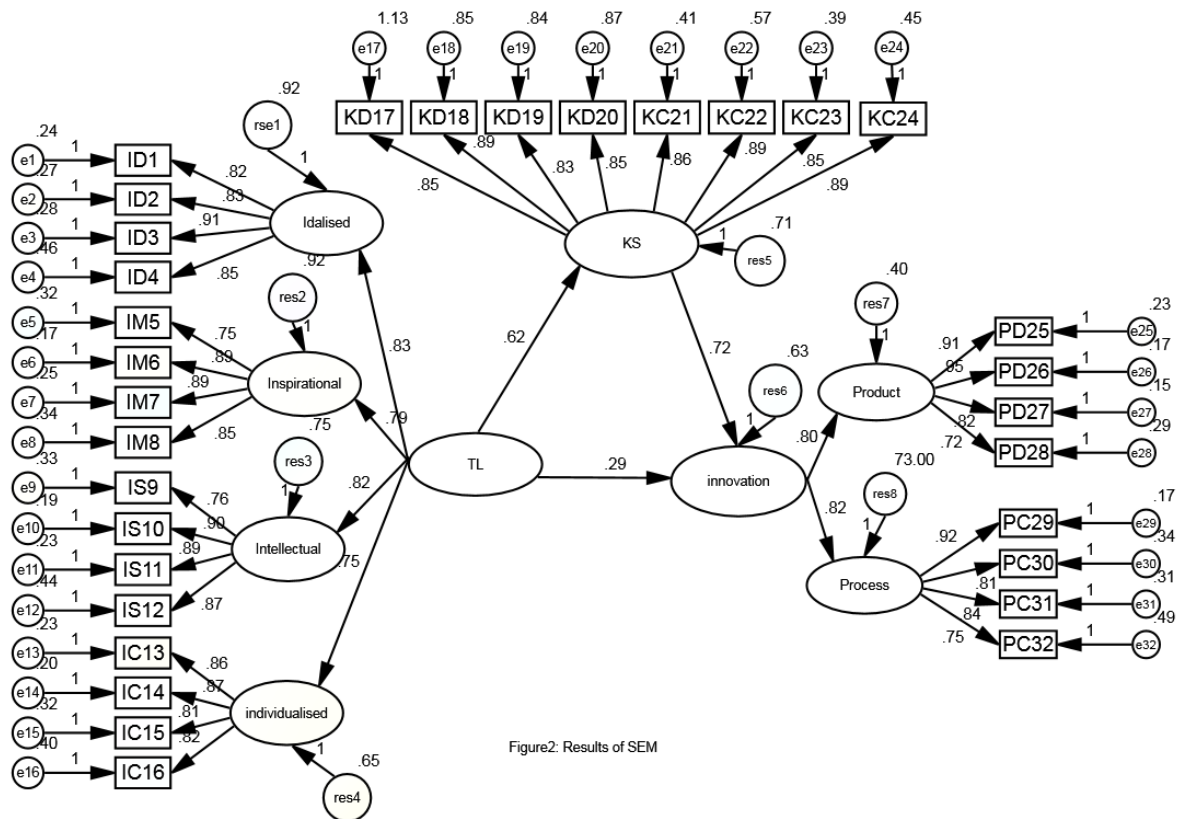 1.13 .85 .84 .87 .41 .57 .39 .45
e17 e18 e19 e20 e21 e22 e23 e24
1 1 1 1 1 1 1 1
KD17 KD18 KD19 KD20 KC21 KC22 KC23 KC24
.85 .89 .83 .85 .86 .89 .85 .89
.92
rse1
1
.24
e1 1 ID1 .82
.27
e2 1 ID2 .83
.28
e3 1 ID3 .91
.46
e4 1 ID4 .85
Idalised
.32
e5 1 IM5 .75
.17
e6 1 IM6 .89
.25
e7 1 IM7 .89
.34
e8 1 IM8 .85
.92
res2
1
Inspirational
.33
e9 1 IS9 .76
.19
e10 1 IS10 .90
.23
e11 1 IS11 .89
.44
e12 1 IS12 .87
.75
res3
1
Intellectual
.23
e13 1 IC13 .86
.20
e14 1 IC14 .87
.32
e15 1 IC15 .81
.40
e16 1 IC16 .82
individualised
1
.65
res4
.83
.79
.82
.75
TL
.62
.29
KS
1
.71
res5
.72
.63
res6
1
innovation
.80
.82
.40
res7
1
Product
.91 PD25 1 e25 .23
.95 PD26 1 e26 .17
.82 PD27 1 e27 .15
.72 PD28 1 e28 .29
73.00
res8
1
Process
.92 PC29 1 e29 .17
.81 PC30 1 e30 .34
84 PC31 1 e31 .31
.75 PC32 1 e32 .49
Figure2: Results of SEM